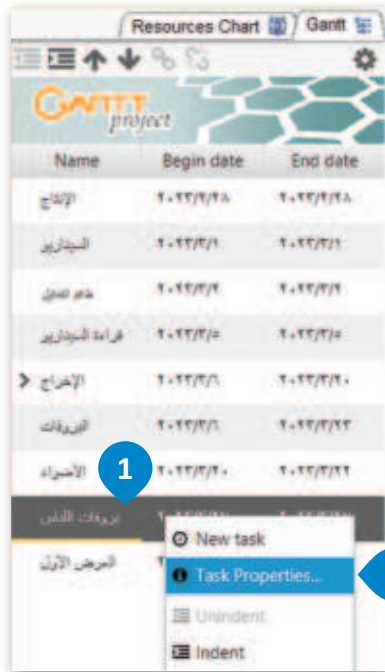 Resources Chart Gantt
GANTT
project
Name Begin date End date
الإنتاج ٢٠٢٣/٢/٢٨ ٢٠٢٣/٢/٢٨
السيناريو ٢٠٢٣/٣/١ ٢٠٢٣/٣/١
٢٠٢٣/٣/٢ ٢٠٢٣/٣/٢
قراءة السيناريو ٢٠٢٣/٣/٥ ٢٠٢٣/٣/٥
الإخراج ٢٠٢٣/٣/٦ ٢٠٢٣/٣/٢٠
البروفات ٢٠٢٣/٣/٦ ٢٠٢٣/٣/٢٣
1
الأضواء ٢٠٢٣/٣/٢٠ ٢٠٢٣/٣/٢٢
بروفات اللباس
العرض الأول
New task
Task Properties...
Unindent
Indent